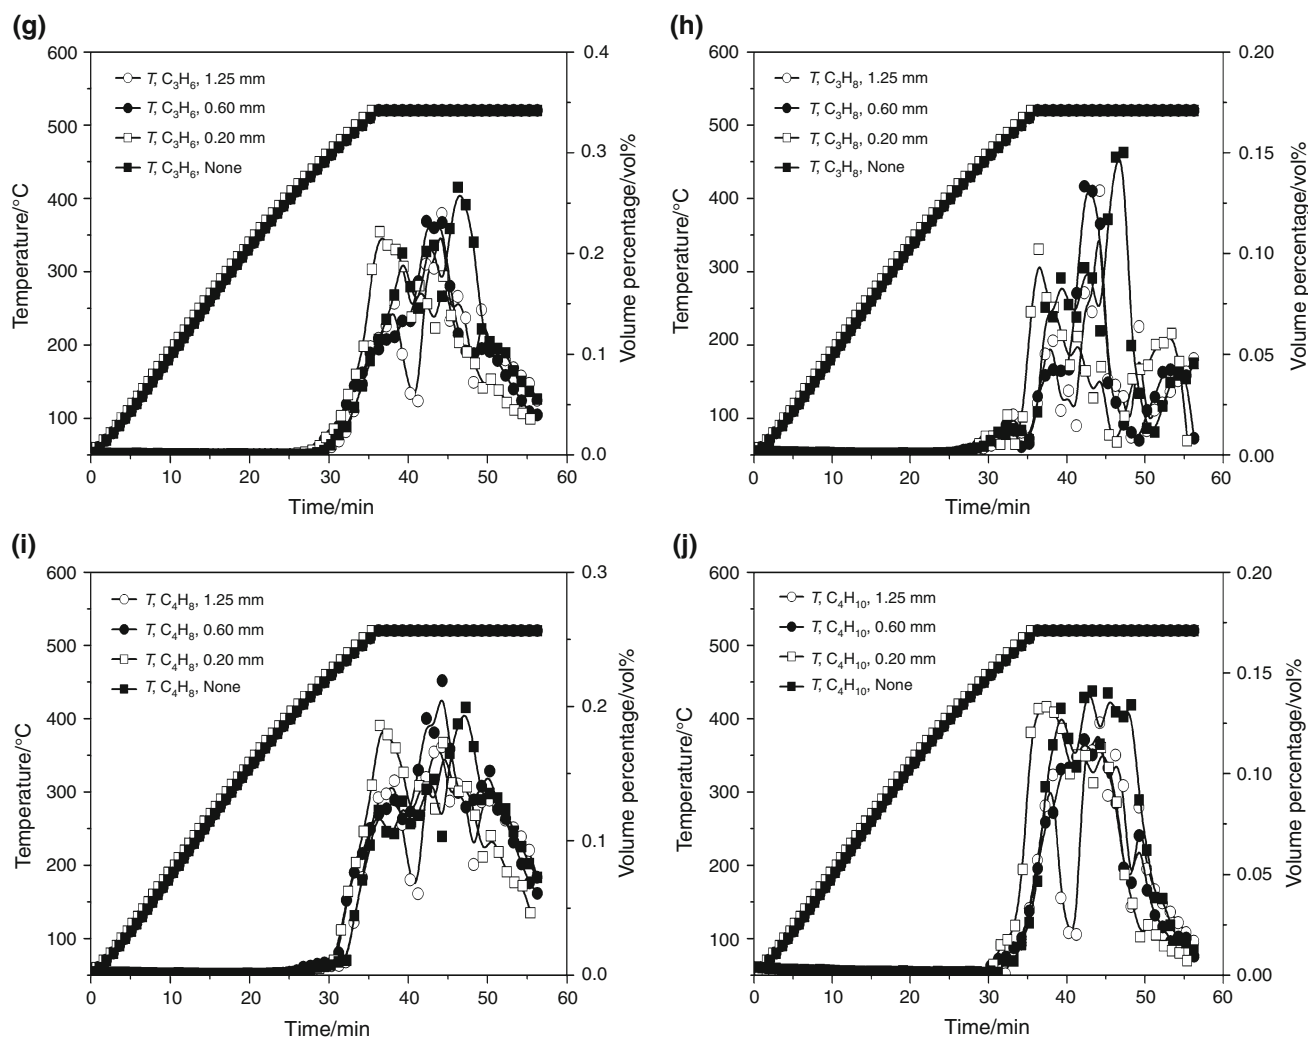 (g)
600
500
400
300
200
100
Temperature/°C
T, C3H6, 1.25 mm
T, C3H6, 0.60 mm
T, C3H6, 0.20 mm
T, C3H6, None
0.4
0.3
0.2
0.1
0.0
Volume percentage/vol%
0 10 20 30 40 50 60
Time/min
(h)
600
500
400
300
200
100
Temperature/°C
T, C3H8, 1.25 mm
T, C3H8, 0.60 mm
T, C3H8, 0.20 mm
T, C3H8, None
0.20
0.15
0.10
0.05
0.00
Volume percentage/vol%
0 10 20 30 40 50 60
Time/min
(i)
600
500
400
300
200
100
Temperature/°C
T, C4H8, 1.25 mm
T, C4H8, 0.60 mm
T, C4H8, 0.20 mm
T, C4H8, None
0.3
0.2
0.1
0.0
Volume percentage/vol%
0 10 20 30 40 50 60
Time/min
(j)
600
500
400
300
200
100
Temperature/°C
T, C4H10, 1.25 mm
T, C4H10, 0.60 mm
T, C4H10, 0.20 mm
T, C4H10, None
0.20
0.15
0.10
0.05
0.00
Volume percentage/vol%
0 10 20 30 40 50 60
Time/min